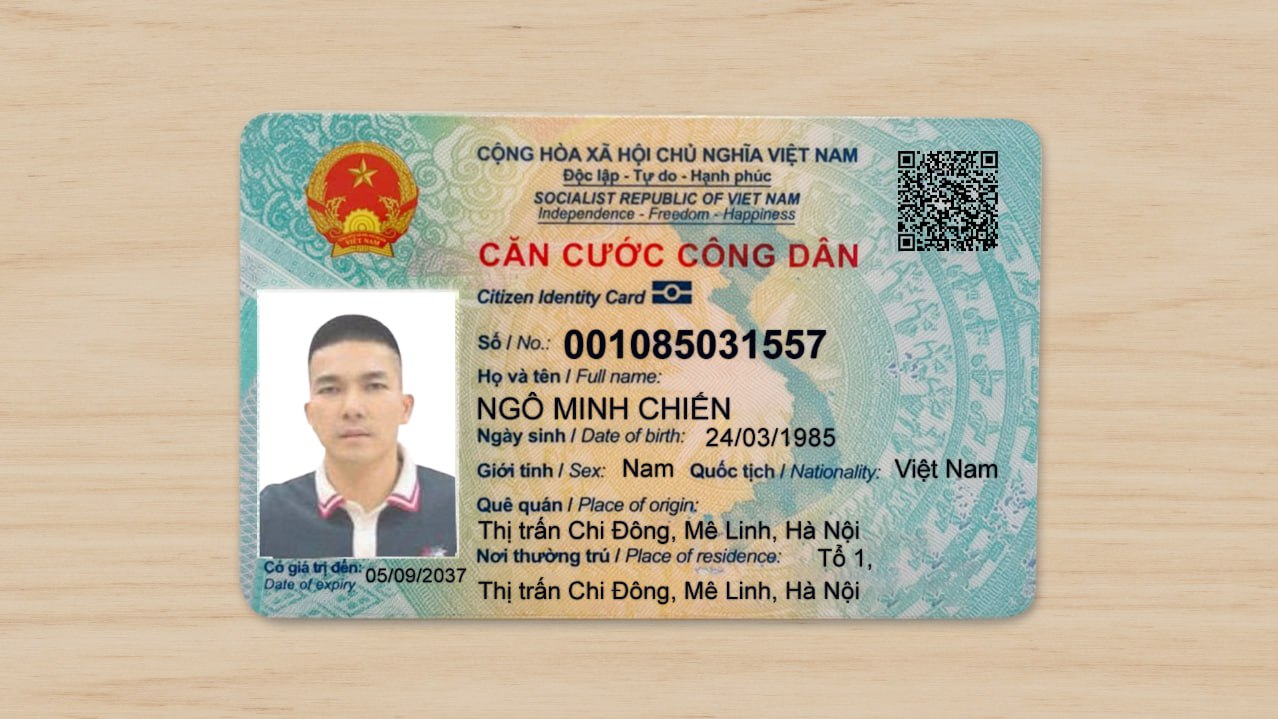 CỘNG HÒA XÃ HỘI CHỦ NGHĨA VIỆT NAM
Độc lập - Tự do - Hạnh phúc
SOCIALIST REPUBLIC OF VIET NAM
Independence - Freedom - Happiness
VIỆT NAM
CĂN CƯỚC CÔNG DÂN
Citizen Identity Card
Số / No.: 001085031557
Họ và tên / Full name:
NGÔ MINH CHIẾN
Ngày sinh / Date of birth: 24/03/1985
Giới tính / Sex: Nam Quốc tịch / Nationality: Việt Nam
Quê quán / Place of origin:
Thị trấn Chi Đông, Mê Linh, Hà Nội
Nơi thường trú / Place of residence: Tổ 1,
Thị trấn Chi Đông, Mê Linh, Hà Nội
Có giá trị đến: 05/09/2037
Date of expiry